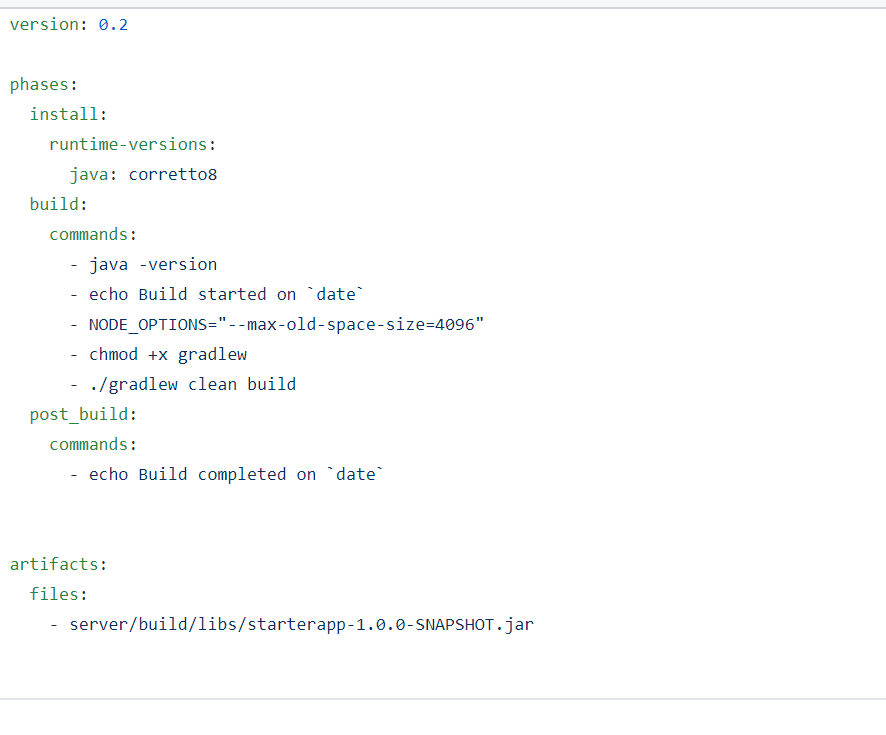 version: 0.2
phases:
  install:
    runtime-versions:
      java: corretto8
  build:
    commands:
      - java -version
      - echo Build started on `date`
      - NODE_OPTIONS="--max-old-space-size=4096"
      - chmod +x gradlew
      - ./gradlew clean build
  post_build:
    commands:
      - echo Build completed on `date`
artifacts:
  files:
    - server/build/libs/starterapp-1.0.0-SNAPSHOT.jar